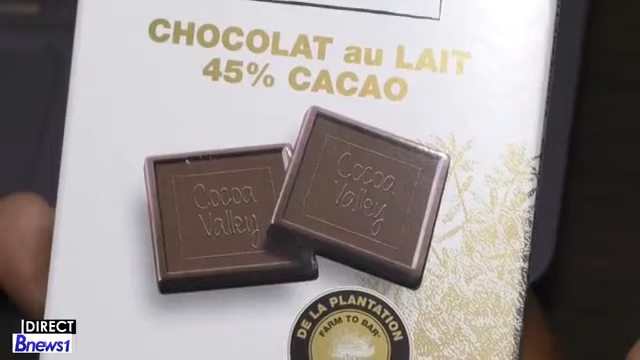 CHOCOLAT au LAIT
45% CACAO
Cocoa
Valley
Cocoa
Valley
DE LA PLANTATION
FARM TO BAR
DIRECT
Bnews1